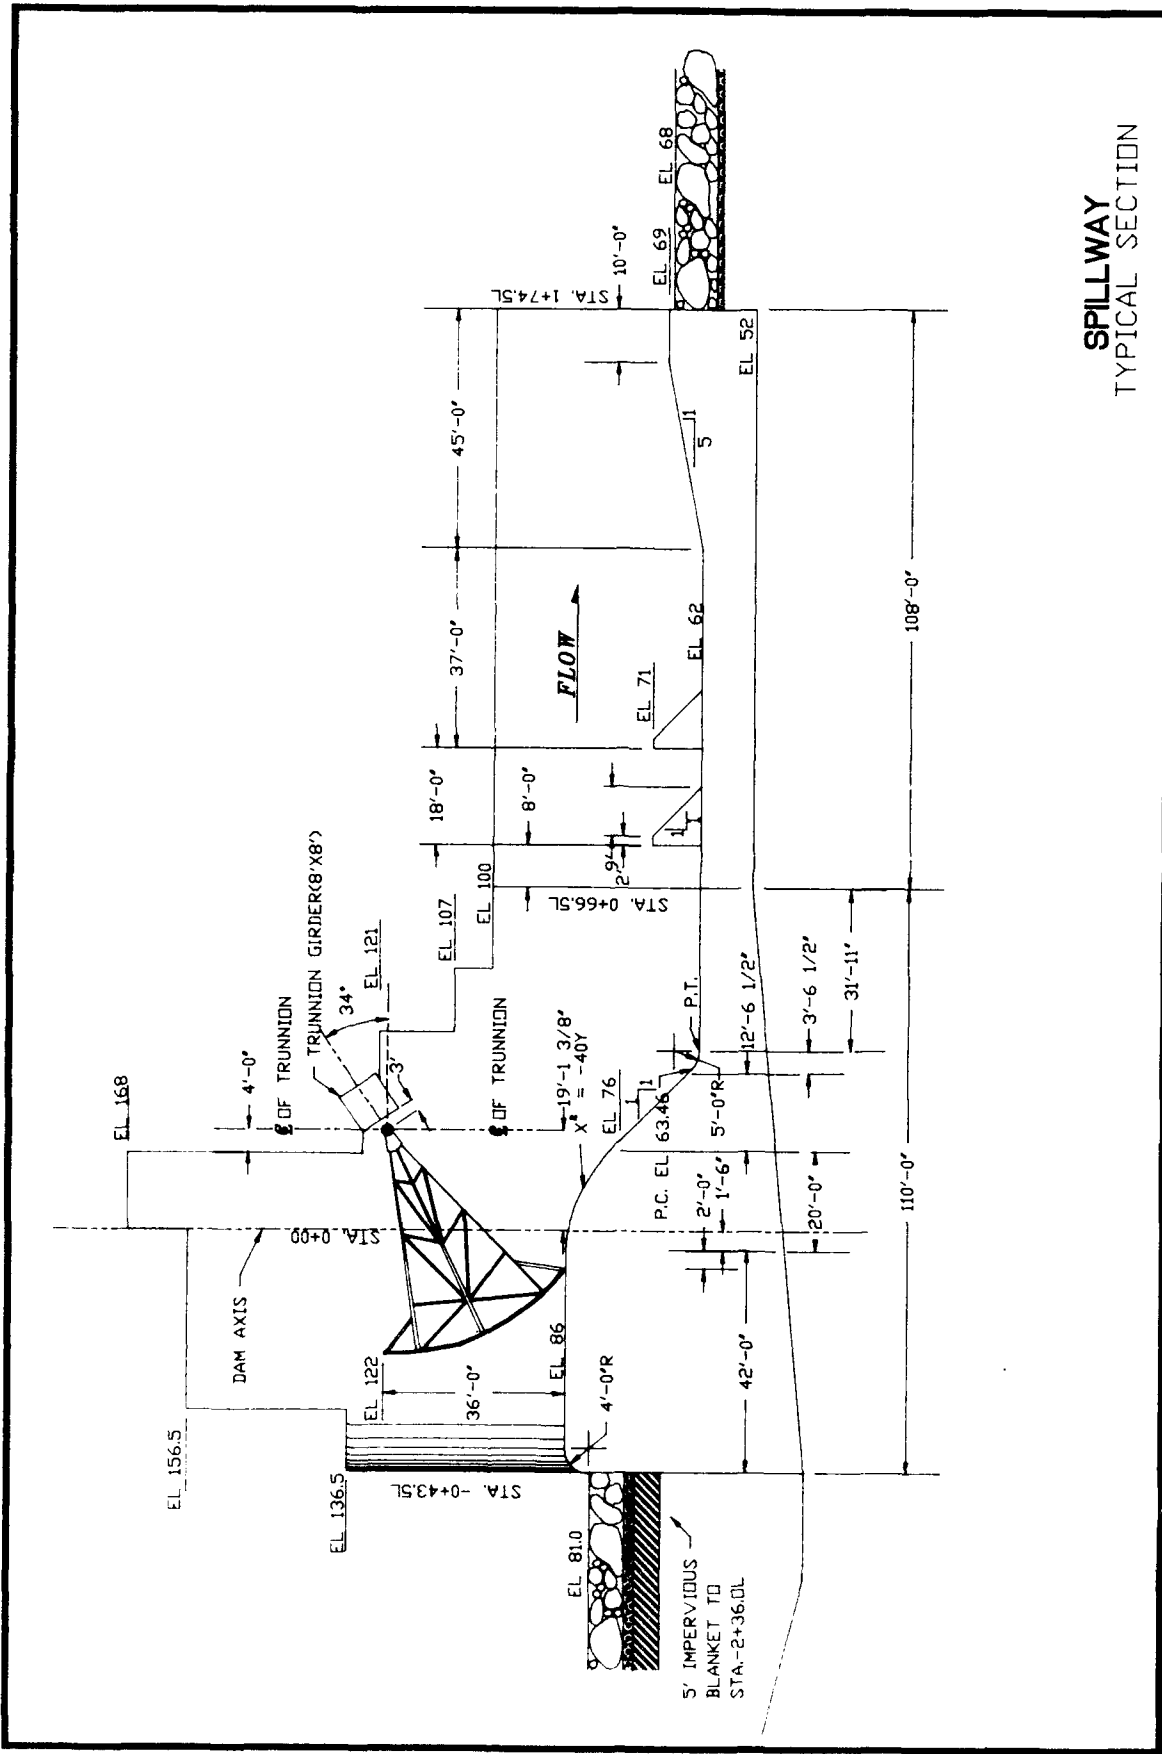 EL 168
EL 156.5
EL 136.5
DAM AXIS
STA. 0+00
4'-0"
℄ OF TRUNNION
TRUNNION GIRDER(8'X8')
34°
EL 121
3'
EL 107
EL 100
℄ OF TRUNNION
EL 122
36'-0"
EL 86
STA. -0+43.5L
4'-0"R
EL 81.0
5' IMPERVIOUS
BLANKET TO
STA.-2+36.0L
19'-1 3/8"
= -40Y
EL 76
1
P.C. EL 63.46
P.T.
5'-0"R
12'-6 1/2"
3'-6 1/2"
31'-11"
2'-0"
1'-6"
20'-0"
42'-0"
110'-0"
STA. 0+66.5L
18'-0"
8'-0"
2'
9'
1
1
EL 71
EL 62
FLOW
37'-0"
45'-0"
1
5
STA. 1+74.5L
10'-0"
EL 69
EL 68
EL 52
108'-0"
SPILLWAY
TYPICAL SECTION